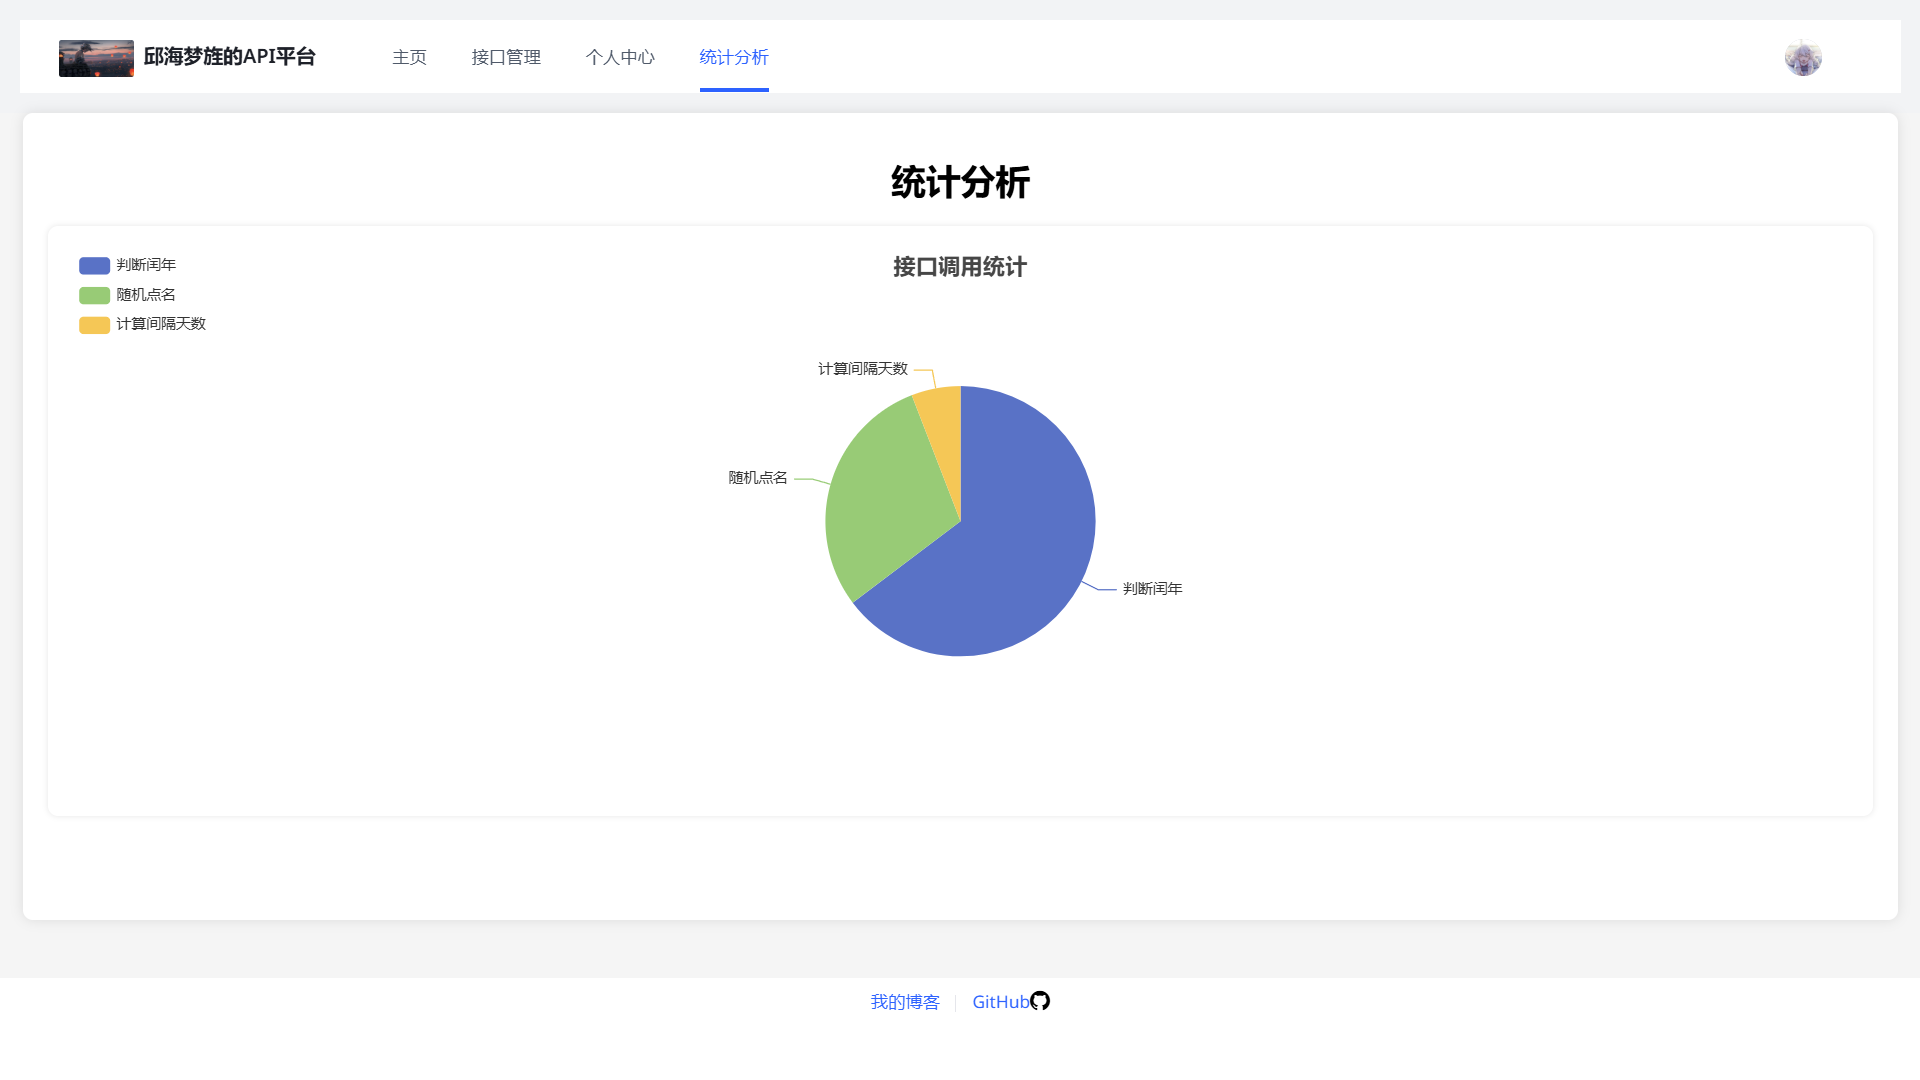 邱海梦旌的API平台
主页
接口管理
个人中心
统计分析
统计分析
接口调用统计
判断闰年
随机点名
计算间隔天数
计算间隔天数
随机点名
判断闰年
我的博客
GitHub